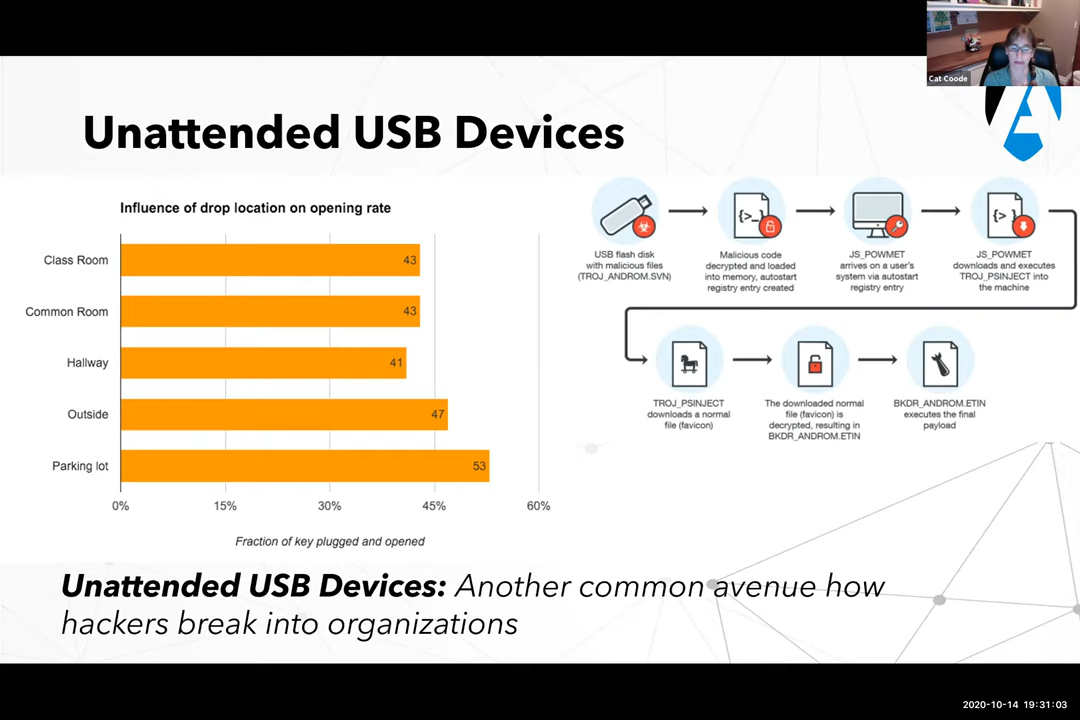 Cat Coode
Unattended USB Devices
Influence of drop location on opening rate
Class Room
43
Common Room
43
Hallway
41
Outside
47
Parking lot
53
0%
15%
30%
45%
60%
Fraction of key plugged and opened
USB flash disk
with malicious files
(TROJ_ANDROM.SVN)
{>_}
Malicious code
decrypted and loaded
into memory, autostart
registry entry created
JS_POWMET
arrives on a user's
system via autostart
registry entry
{>}
JS_POWMET
downloads and executes
TROJ_PSINJECT into
the machine
TROJ_PSINJECT
downloads a normal
file (favicon)
The downloaded normal
file (favicon) is
decrypted, resulting in
BKDR_ANDROM.ETIN
BKDR_ANDROM.ETIN
executes the final
payload
Unattended USB Devices: Another common avenue how
hackers break into organizations
2020-10-14 19:31:03